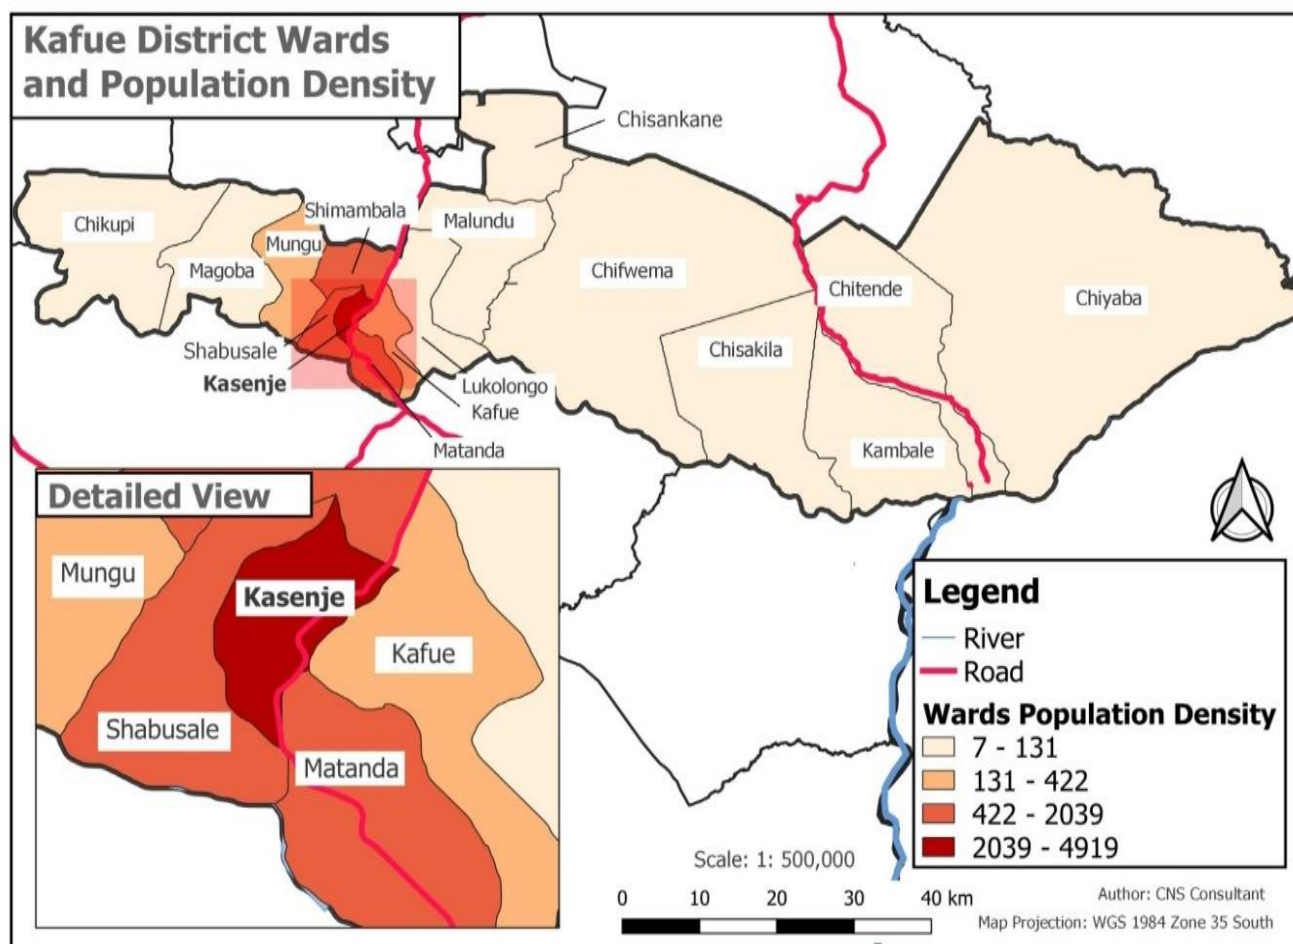 Kafue District Wards
and Population Density
Chisankane
Shimambala
Chikupi
Malundu
Mungu
Magoba
Chifwema
Chitende
Chiyaba
Shabusale
Chisakila
Kasenje
Lukolongo
Kafue
Matanda
Kambale
Detailed View
Mungu
Kasenje
Kafue
Shabusale
Matanda
Legend
River
Road
Wards Population Density
7 - 131
131 - 422
422 - 2039
2039 - 4919
Scale: 1: 500,000
0 10 20 30 40 km
Author: CNS Consultant
Map Projection: WGS 1984 Zone 35 South